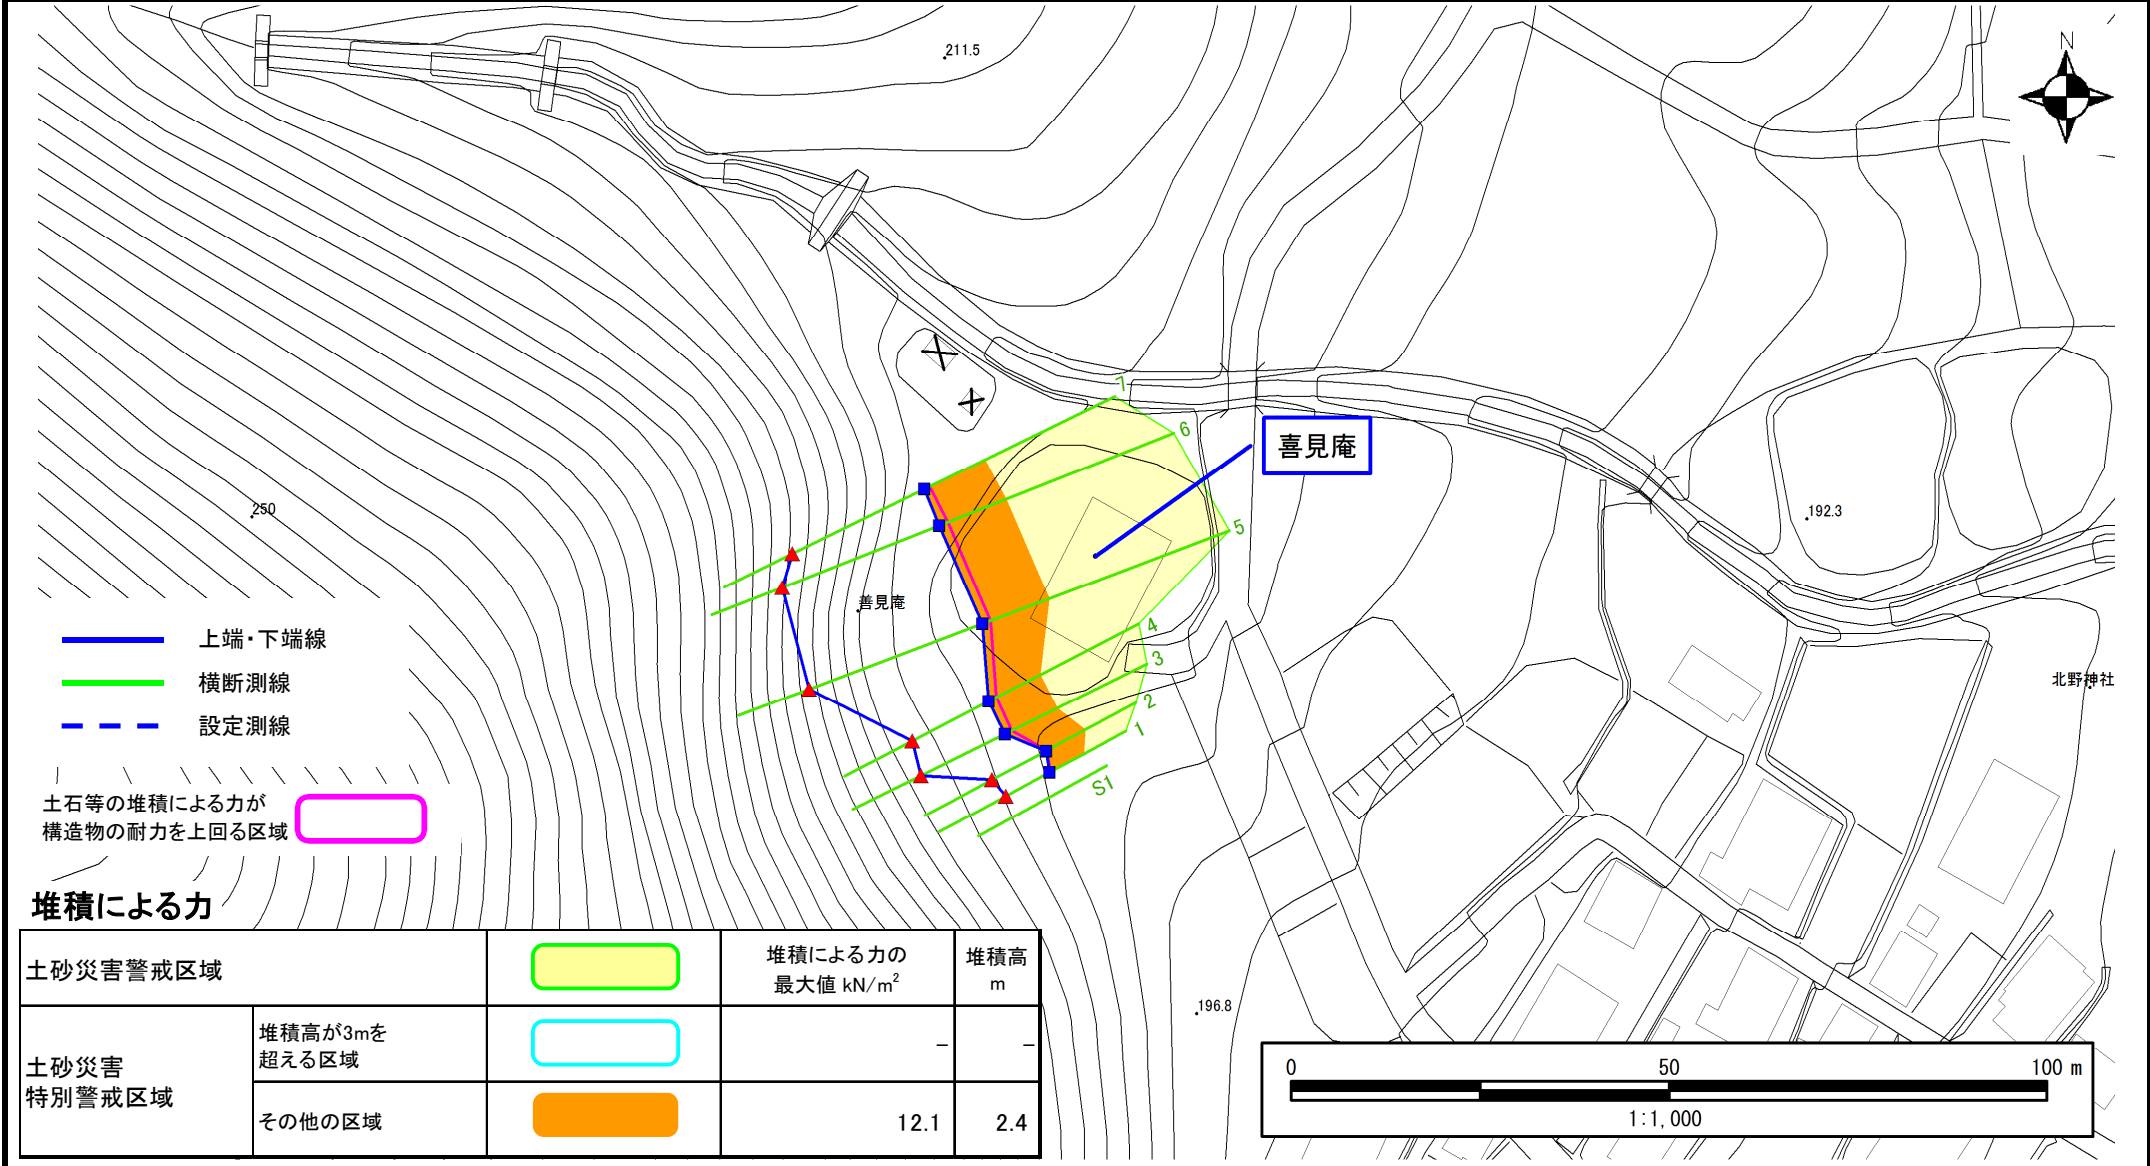 211.5
N
7
6
喜見庵
5
250
192.3
善見庵
4
3
2
1
S1
北野神社
上端・下端線
横断測線
設定測線
土石等の堆積による力が
構造物の耐力を上回る区域
堆積による力
土砂災害警戒区域
堆積による力の
最大値 kN/m²
堆積高
m
土砂災害
特別警戒区域
堆積高が3mを
超える区域
－
－
その他の区域
12.1
2.4
196.8
0
50
100 m
1:1,000